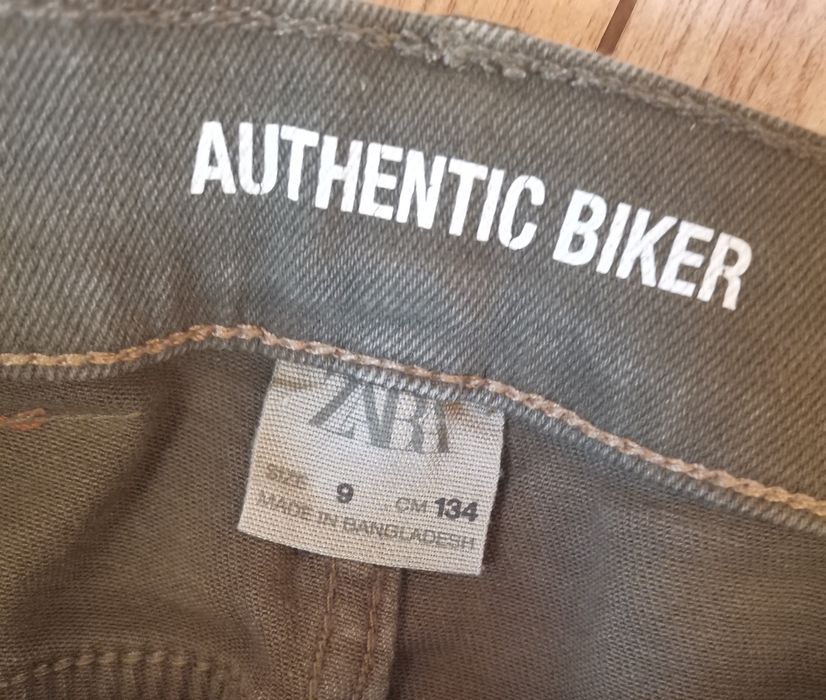 AUTHENTIC BIKER
ZARA
SIZE 9 CM 134
MADE IN BANGLADESH